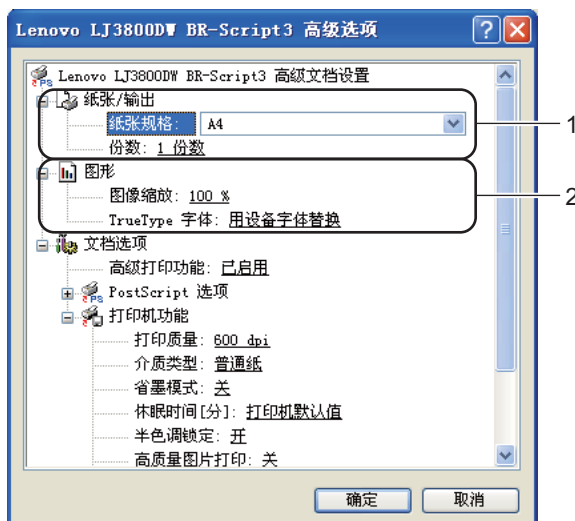 Lenovo LJ3800DW BR-Script3 高级选项
Lenovo LJ3800DW BR-Script3 高级文档设置
纸张/输出
纸张规格: A4
1
份数: 1 份数
图形
图像缩放: 100 %
2
TrueType 字体: 用设备字体替换
文档选项
高级打印功能: 已启用
PostScript 选项
打印机功能
打印质量: 600 dpi
介质类型: 普通纸
省墨模式: 关
休眠时间[分]: 打印机默认值
半色调锁定: 开
高质量图片打印: 关
确定 取消